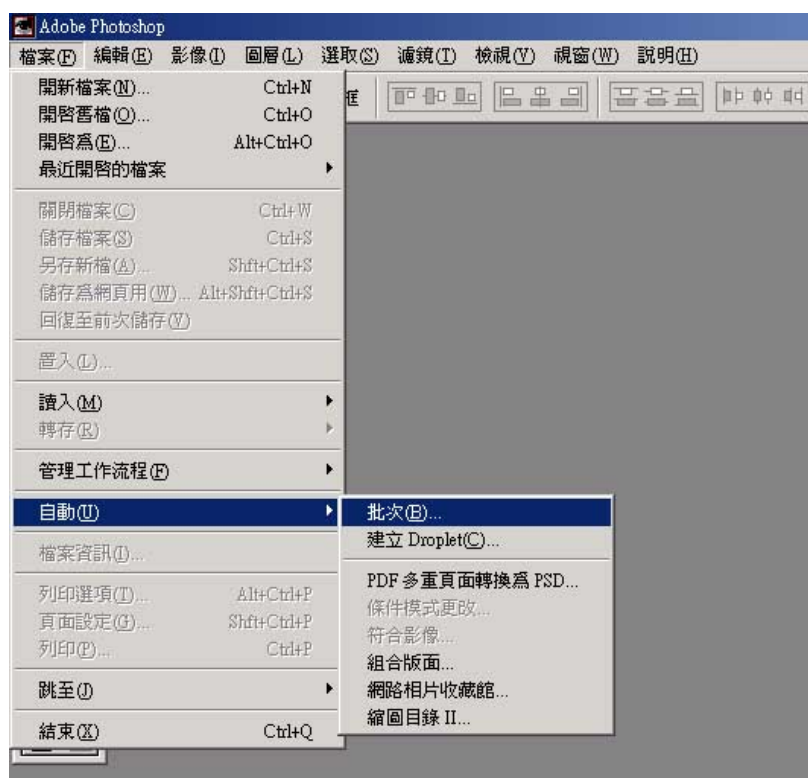 Adobe Photoshop
檔案(F) 編輯(E) 影像(I) 圖層(L) 選取(S) 濾鏡(T) 檢視(V) 視窗(W) 說明(H)
開新檔案(N)... Ctrl+N
開啓舊檔(O)... Ctrl+O
開啓爲(E)... Alt+Ctrl+O
最近開啓的檔案
關閉檔案(C) Ctrl+W
儲存檔案(S) Ctrl+S
另存新檔(A)... Shft+Ctrl+S
儲存爲網頁用(W)... Alt+Shft+Ctrl+S
回復至前次儲存(V)
置入(L)...
讀入(M)
轉存(R)
管理工作流程(F)
自動(U)
檔案資訊(I)...
列印選項(T)... Alt+Ctrl+P
頁面設定(G)... Shft+Ctrl+P
列印(P)... Ctrl+P
跳至(J)
結束(X) Ctrl+Q
批次(B)...
建立 Droplet(C)...
PDF 多重頁面轉換爲 PSD...
條件模式更改...
符合影像...
組合版面...
網路相片收藏館...
縮圖目錄 II...
框